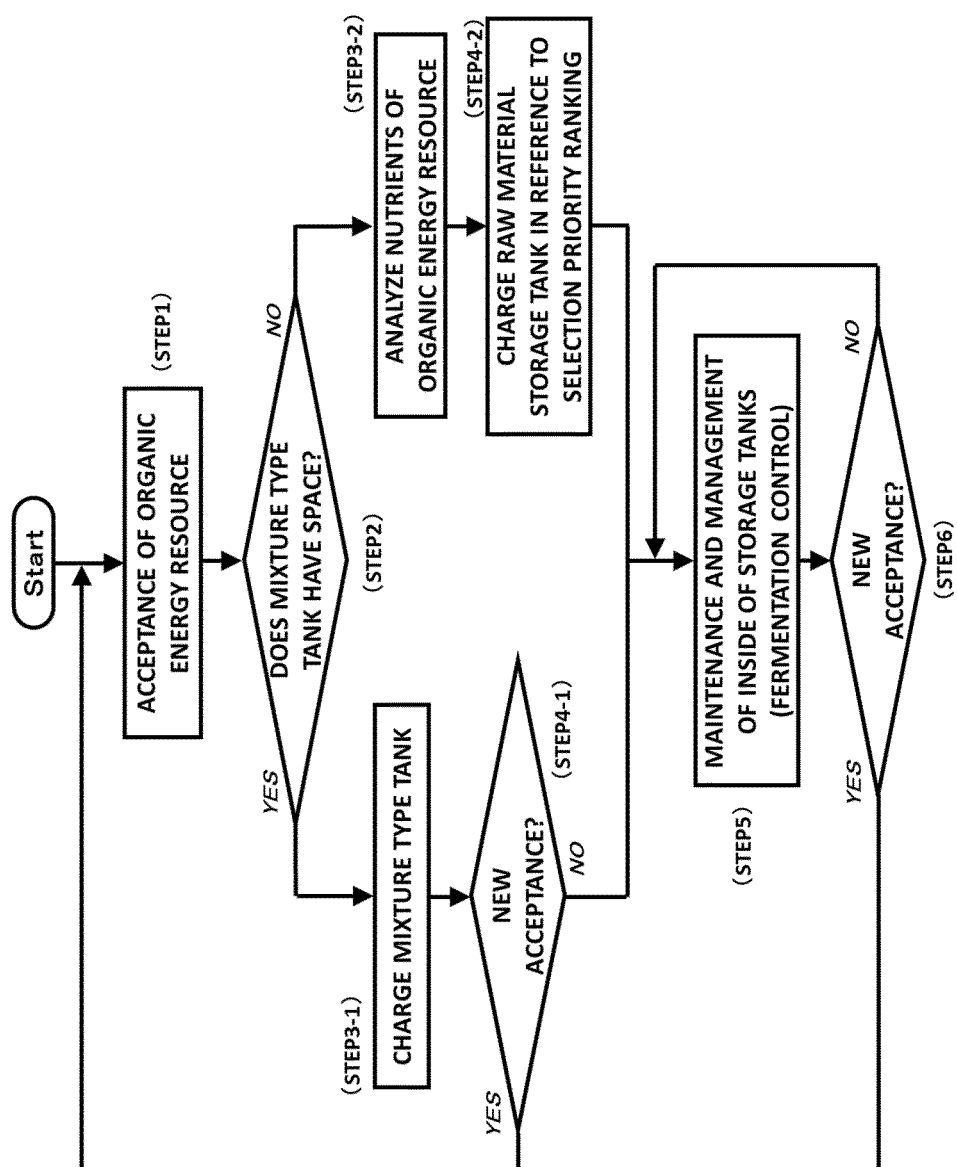 Start
(STEP1)
ACCEPTANCE OF ORGANIC
ENERGY RESOURCE
DOES MIXTURE TYPE
TANK HAVE SPACE?
(STEP2)
YES
NO
(STEP3-1)
CHARGE MIXTURE TYPE TANK
(STEP3-2)
ANALYZE NUTRIENTS OF
ORGANIC ENERGY RESOURCE
NEW
ACCEPTANCE?
(STEP4-1)
YES
NO
(STEP4-2)
CHARGE RAW MATERIAL
STORAGE TANK IN REFERENCE TO
SELECTION PRIORITY RANKING
(STEP5)
MAINTENANCE AND MANAGEMENT
OF INSIDE OF STORAGE TANKS
(FERMENTATION CONTROL)
NEW
ACCEPTANCE?
(STEP6)
YES
NO